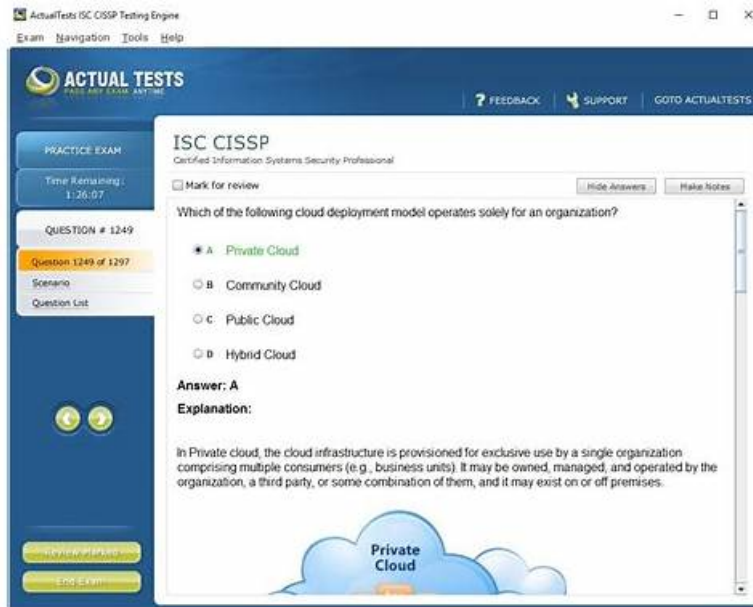 ActualTests ISC CISSP Testing Engine
Exam Navigation Tools Help
ACTUAL TESTS
PASS ANY EXAM. ANYTIME
? FEEDBACK
SUPPORT
GOTO ACTUALTESTS
PRACTICE EXAM
Time Remaining:
1:26:07
QUESTION # 1249
Question 1249 of 1297
Scenario
Question List
Review Marked
End Exam
ISC CISSP
Certified Information Systems Security Professional
Mark for review
Hide Answers
Make Notes
Which of the following cloud deployment model operates solely for an organization?
A Private Cloud
B Community Cloud
C Public Cloud
D Hybrid Cloud
Answer: A
Explanation:
In Private cloud, the cloud infrastructure is provisioned for exclusive use by a single organization
comprising multiple consumers (e.g., business units). It may be owned, managed, and operated by the
organization, a third party, or some combination of them, and it may exist on or off premises.
Private
Cloud